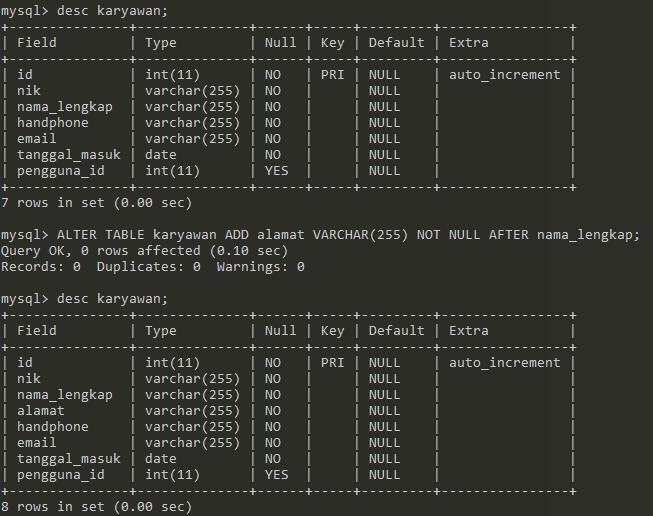 mysql> desc karyawan;
+---------------+--------------+------+-----+---------+----------------+
| Field         | Type         | Null | Key | Default | Extra          |
+---------------+--------------+------+-----+---------+----------------+
| id            | int(11)      | NO   | PRI | NULL    | auto_increment |
| nik           | varchar(255) | NO   |     | NULL    |                |
| nama_lengkap  | varchar(255) | NO   |     | NULL    |                |
| handphone     | varchar(255) | NO   |     | NULL    |                |
| email         | varchar(255) | NO   |     | NULL    |                |
| tanggal_masuk | date         | NO   |     | NULL    |                |
| pengguna_id   | int(11)      | YES  |     | NULL    |                |
+---------------+--------------+------+-----+---------+----------------+
7 rows in set (0.00 sec)
mysql> ALTER TABLE karyawan ADD alamat VARCHAR(255) NOT NULL AFTER nama_lengkap;
Query OK, 0 rows affected (0.10 sec)
Records: 0  Duplicates: 0  Warnings: 0
mysql> desc karyawan;
+---------------+--------------+------+-----+---------+----------------+
| Field         | Type         | Null | Key | Default | Extra          |
+---------------+--------------+------+-----+---------+----------------+
| id            | int(11)      | NO   | PRI | NULL    | auto_increment |
| nik           | varchar(255) | NO   |     | NULL    |                |
| nama_lengkap  | varchar(255) | NO   |     | NULL    |                |
| alamat        | varchar(255) | NO   |     | NULL    |                |
| handphone     | varchar(255) | NO   |     | NULL    |                |
| email         | varchar(255) | NO   |     | NULL    |                |
| tanggal_masuk | date         | NO   |     | NULL    |                |
| pengguna_id   | int(11)      | YES  |     | NULL    |                |
+---------------+--------------+------+-----+---------+----------------+
8 rows in set (0.00 sec)